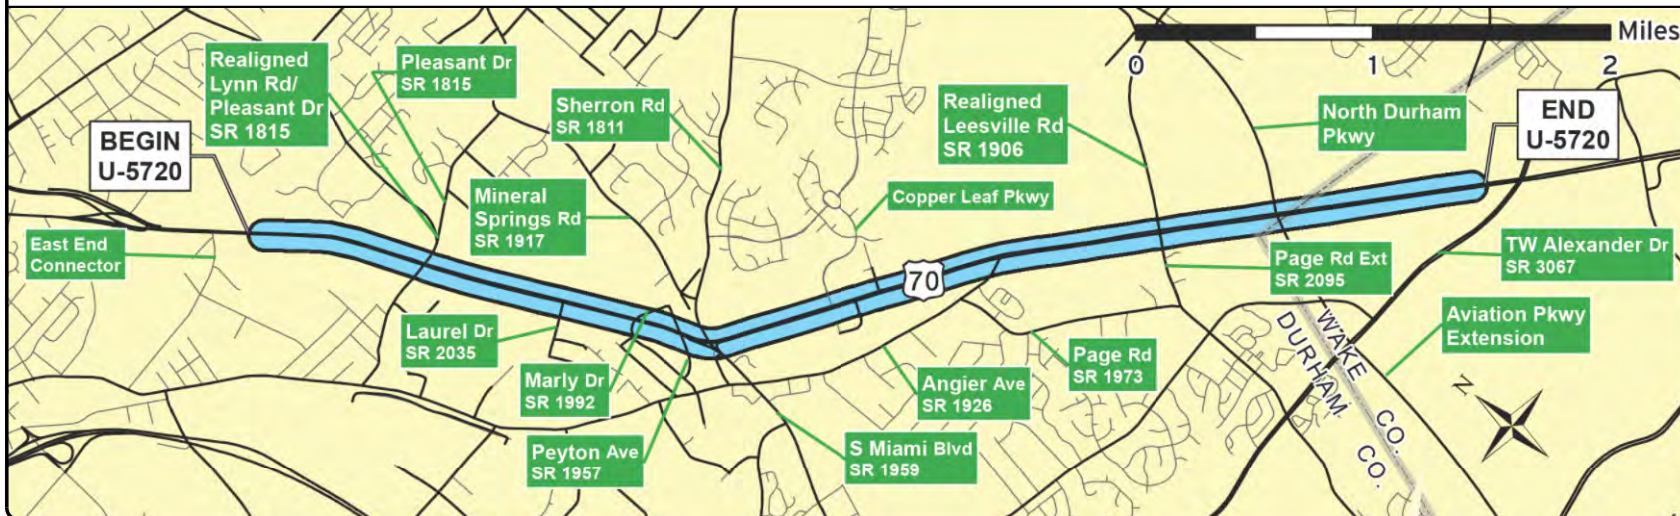 Miles
0
1
2
Realigned
Lynn Rd/
Pleasant Dr
SR 1815
Pleasant Dr
SR 1815
Sherron Rd
SR 1811
Realigned
Leesville Rd
SR 1906
North Durham
Pkwy
END
U-5720
BEGIN
U-5720
Mineral
Springs Rd
SR 1917
Copper Leaf Pkwy
East End
Connector
70
Page Rd Ext
SR 2095
TW Alexander Dr
SR 3067
Laurel Dr
SR 2035
Marly Dr
SR 1992
Angier Ave
SR 1926
Page Rd
SR 1973
Aviation Pkwy
Extension
WAKE CO.
DURHAM CO.
Peyton Ave
SR 1957
S Miami Blvd
SR 1959
N